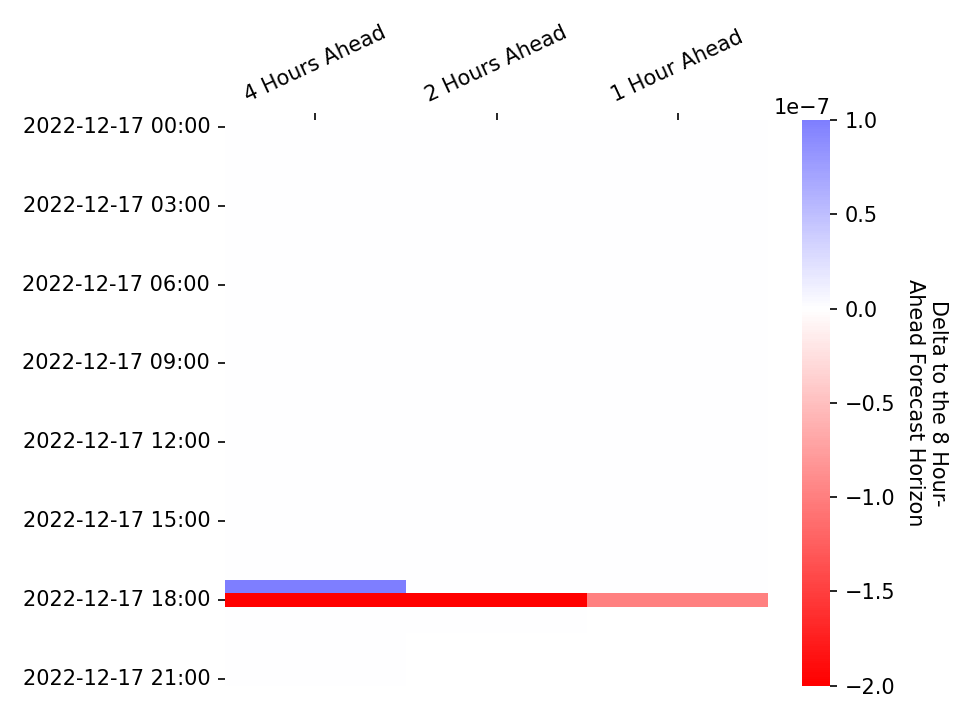 4 Hours Ahead
2 Hours Ahead
1 Hour Ahead
2022-12-17 00:00
2022-12-17 03:00
2022-12-17 06:00
2022-12-17 09:00
2022-12-17 12:00
2022-12-17 15:00
2022-12-17 18:00
2022-12-17 21:00
1e−7
1.0
0.5
0.0
−0.5
−1.0
−1.5
−2.0
Delta to the 8 Hour-
Ahead Forecast Horizon